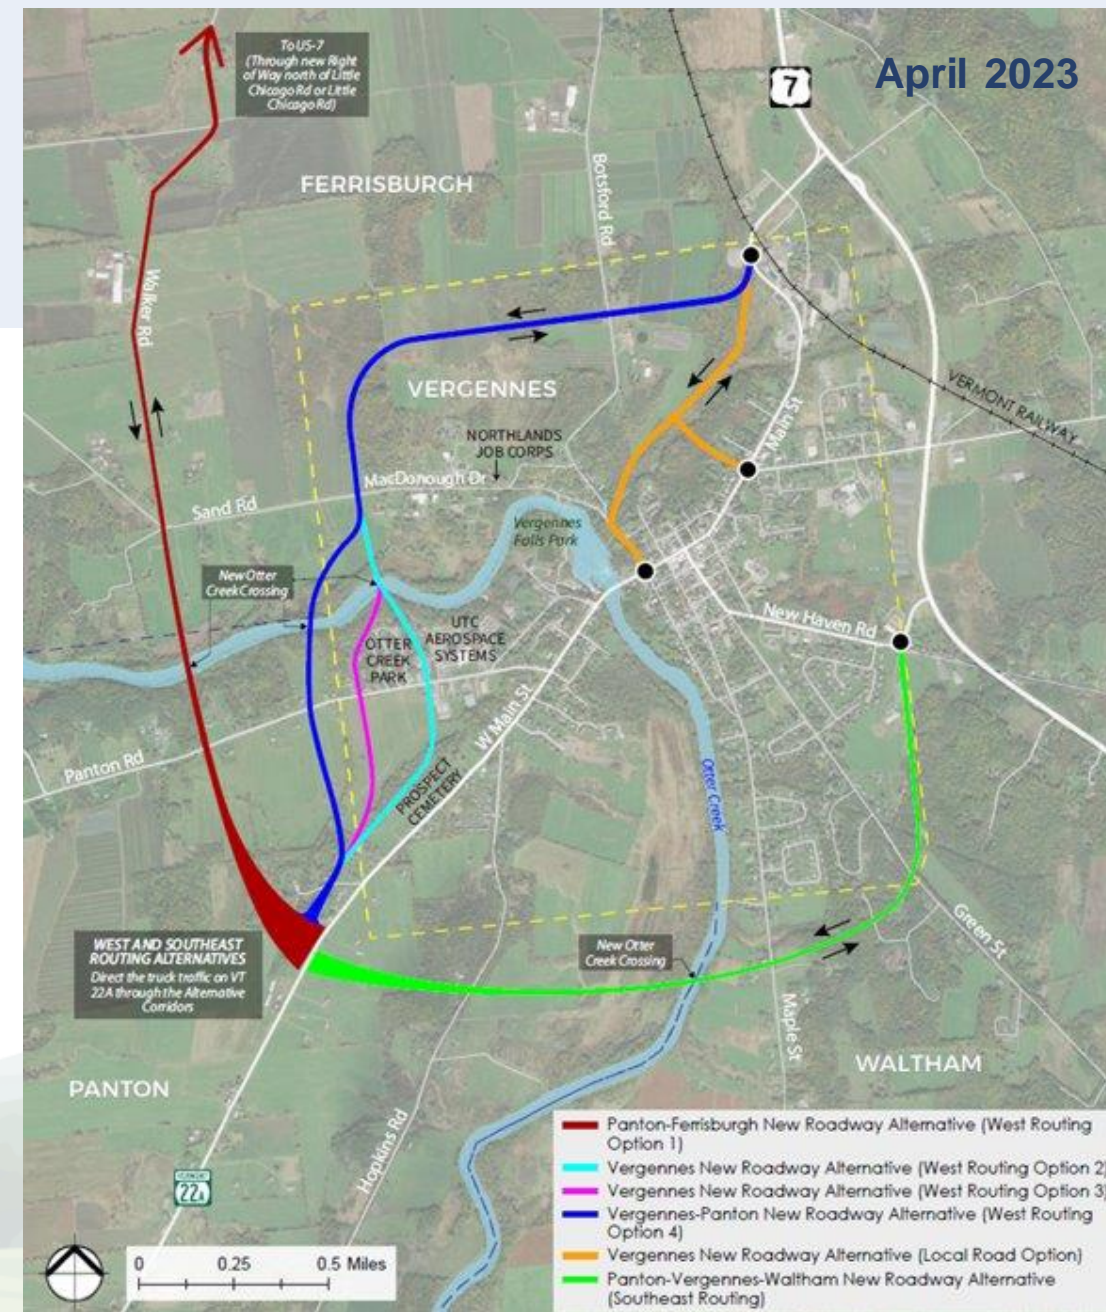 April 2023
To US-7
(Through new Right
of Way north of Little
Chicago Rd or Little
Chicago Rd)
7
FERRISBURGH
Botsford Rd
Walker Rd
VERGENNES
VERMONT RAILWAY
Main St
NORTHLANDS
JOB CORPS
MacDonough Dr
Sand Rd
Vergennes
Falls Park
New Otter
Creek Crossing
New Haven Rd
UTC
AEROSPACE
SYSTEMS
OTTER
CREEK
PARK
W Main St
Panton Rd
PROSPECT
CEMETERY
Otter Creek
Green St
WEST AND SOUTHEAST
ROUTING ALTERNATIVES
Direct the truck traffic on VT
22A through the Alternative
Corridors
New Otter
Creek Crossing
Maple St
WALTHAM
PANTON
Hopkins Rd
VERMONT
22A
0 0.25 0.5 Miles
Panton-Ferrisburgh New Roadway Alternative (West Routing
Option 1)
Vergennes New Roadway Alternative (West Routing Option 2)
Vergennes New Roadway Alternative (West Routing Option 3)
Vergennes-Panton New Roadway Alternative (West Routing
Option 4)
Vergennes New Roadway Alternative (Local Road Option)
Panton-Vergennes-Waltham New Roadway Alternative
(Southeast Routing)